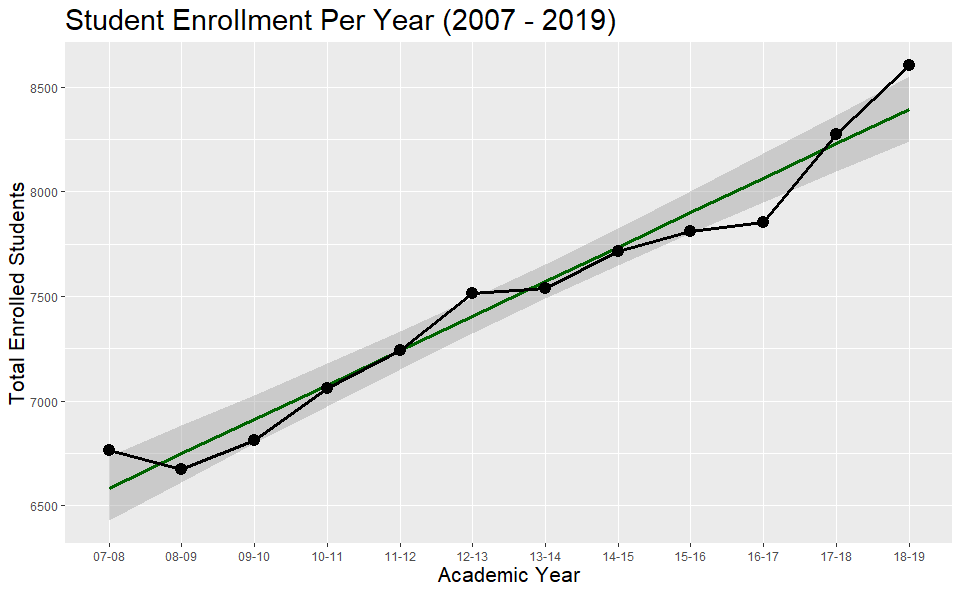 Student Enrollment Per Year (2007 - 2019)
Total Enrolled Students
8500
8000
7500
7000
6500
07-08 08-09 09-10 10-11 11-12 12-13 13-14 14-15 15-16 16-17 17-18 18-19
Academic Year